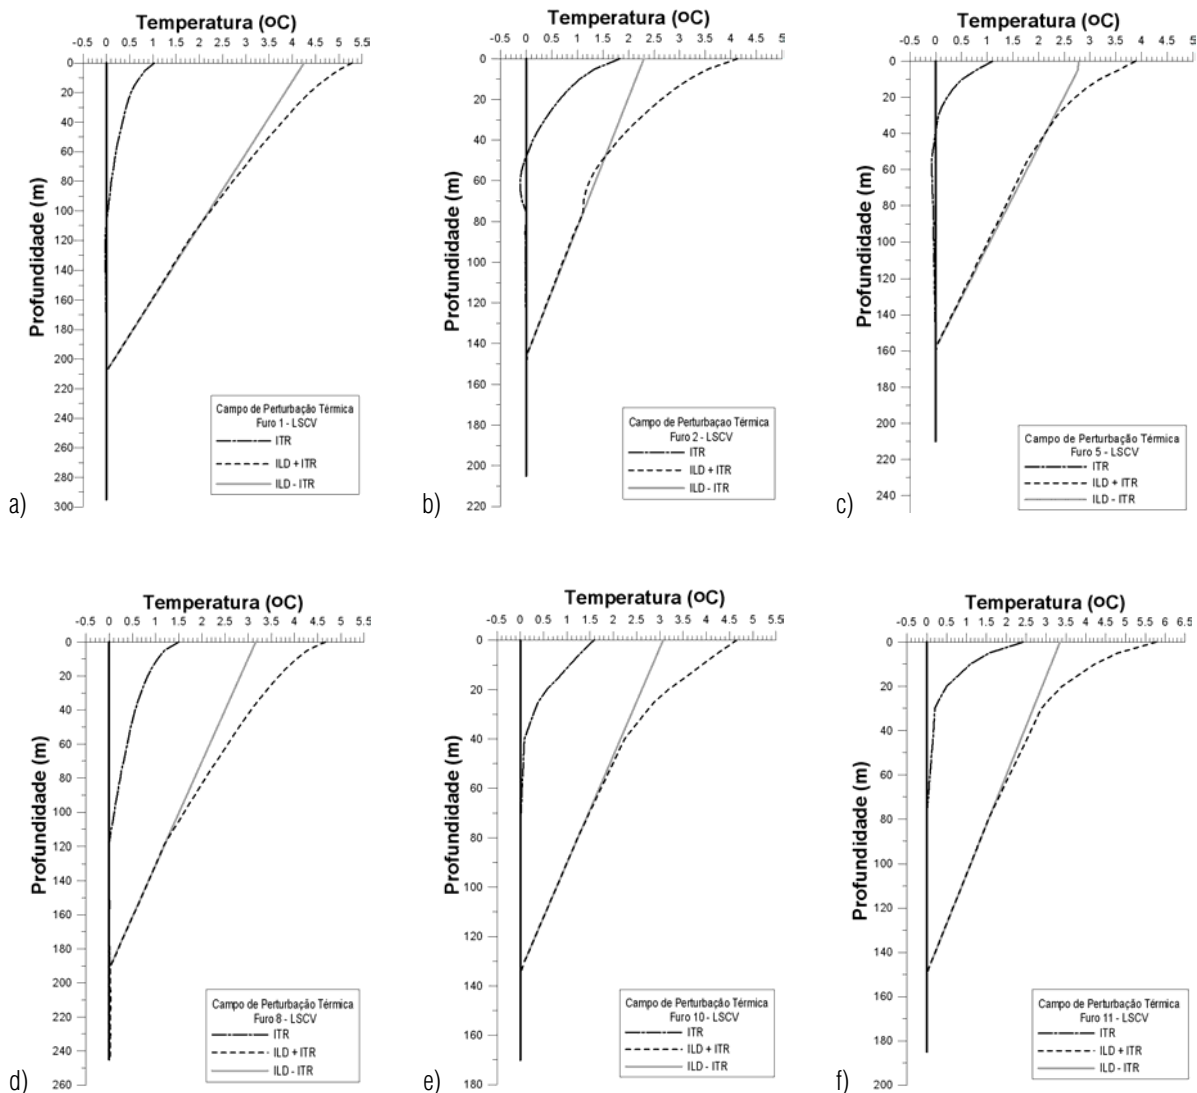 Temperatura (ºC)
-0.5 0 0.5 1 1.5 2 2.5 3 3.5 4 4.5 5 5.5
Profundidade (m)
0
20
40
60
80
100
120
140
160
180
200
220
240
260
280
300
Campo de Perturbação Térmica
Furo 1 - LSCV
ITR
ILD + ITR
ILD - ITR
a)
Temperatura (ºC)
-0.5 0 0.5 1 1.5 2 2.5 3 3.5 4 4.5 5
Profundidade (m)
0
20
40
60
80
100
120
140
160
180
200
220
Campo de Perturbaçao Térmica
Furo 2 - LSCV
ITR
ILD + ITR
ILD - ITR
b)
Temperatura (ºC)
-0.5 0 0.5 1 1.5 2 2.5 3 3.5 4 4.5 5
Profundidade (m)
0
20
40
60
80
100
120
140
160
180
200
220
240
Campo de Perturbação Térmica
Furo 5 - LSCV
ITR
ILD + ITR
ILD - ITR
c)
Temperatura (ºC)
-0.5 0 0.5 1 1.5 2 2.5 3 3.5 4 4.5 5 5.5
Profundidade (m)
0
20
40
60
80
100
120
140
160
180
200
220
240
260
Campo de Perturbação Térmica
Furo 8 - LSCV
ITR
ILD + ITR
ILD - ITR
d)
Temperatura (ºC)
-0.5 0 0.5 1 1.5 2 2.5 3 3.5 4 4.5 5 5.5
Profundidade (m)
0
20
40
60
80
100
120
140
160
180
Campo de Perturbação Térmica
Furo 10 - LSCV
ITR
ILD + ITR
ILD - ITR
e)
Temperatura (ºC)
-0.5 0 0.5 1 1.5 2 2.5 3 3.5 4 4.5 5 5.5 6 6.5
Profundidade (m)
0
20
40
60
80
100
120
140
160
180
200
Campo de Perturbação Térmica
Furo 11 - LSCV
ITR
ILD + ITR
ILD - ITR
f)